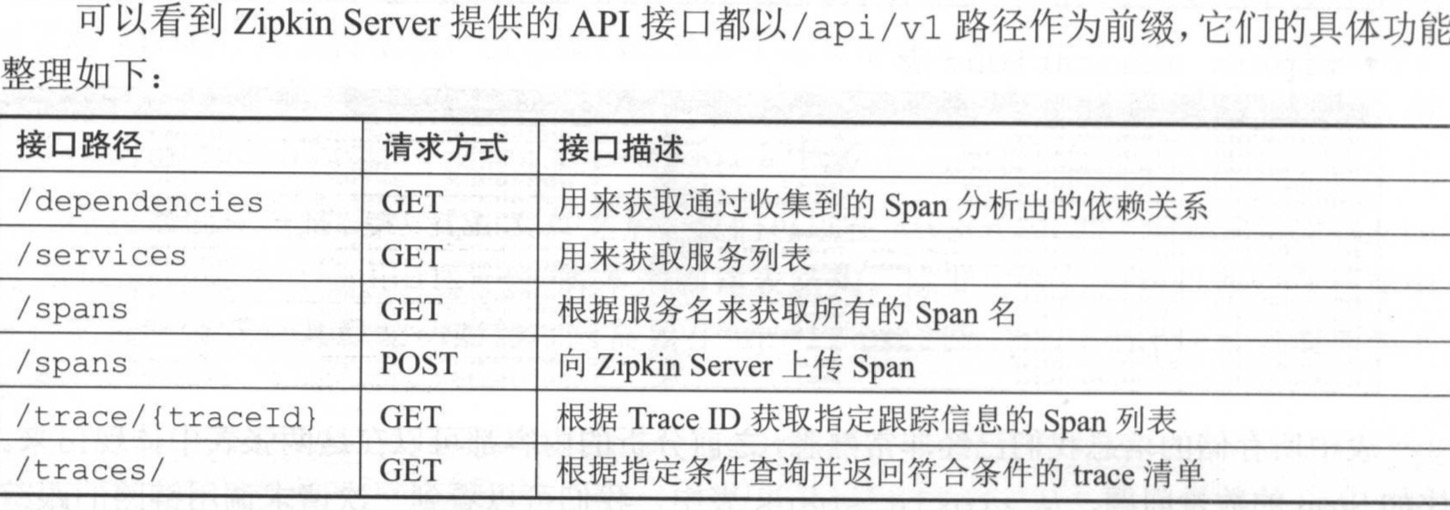 可以看到 Zipkin Server 提供的 API 接口都以/api/v1 路径作为前缀，它们的具体功能
整理如下：
接口路径 请求方式 接口描述
/dependencies GET 用来获取通过收集到的 Span 分析出的依赖关系
/services GET 用来获取服务列表
/spans GET 根据服务名来获取所有的 Span 名
/spans POST 向 Zipkin Server 上传 Span
/trace/{traceId} GET 根据 Trace ID 获取指定跟踪信息的 Span 列表
/traces/ GET 根据指定条件查询并返回符合条件的 trace 清单